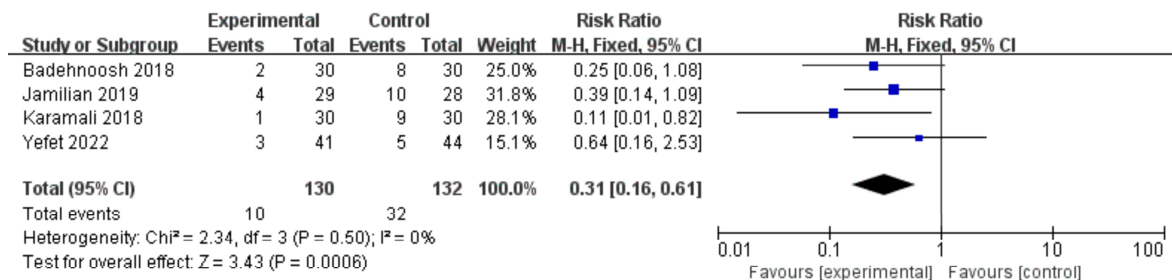 Experimental Control Risk Ratio Risk Ratio
Study or Subgroup Events Total Events Total Weight M-H, Fixed, 95% CI M-H, Fixed, 95% CI
Badehnoosh 2018 2 30 8 30 25.0% 0.25 [0.06, 1.08]
Jamilian 2019 4 29 10 28 31.8% 0.39 [0.14, 1.09]
Karamali 2018 1 30 9 30 28.1% 0.11 [0.01, 0.82]
Yefet 2022 3 41 5 44 15.1% 0.64 [0.16, 2.53]
Total (95% CI) 130 132 100.0% 0.31 [0.16, 0.61]
Total events 10 32
Heterogeneity: Chi² = 2.34, df = 3 (P = 0.50); I² = 0%
Test for overall effect: Z = 3.43 (P = 0.0006)
0.01 0.1 1 10 100
Favours [experimental] Favours [control]